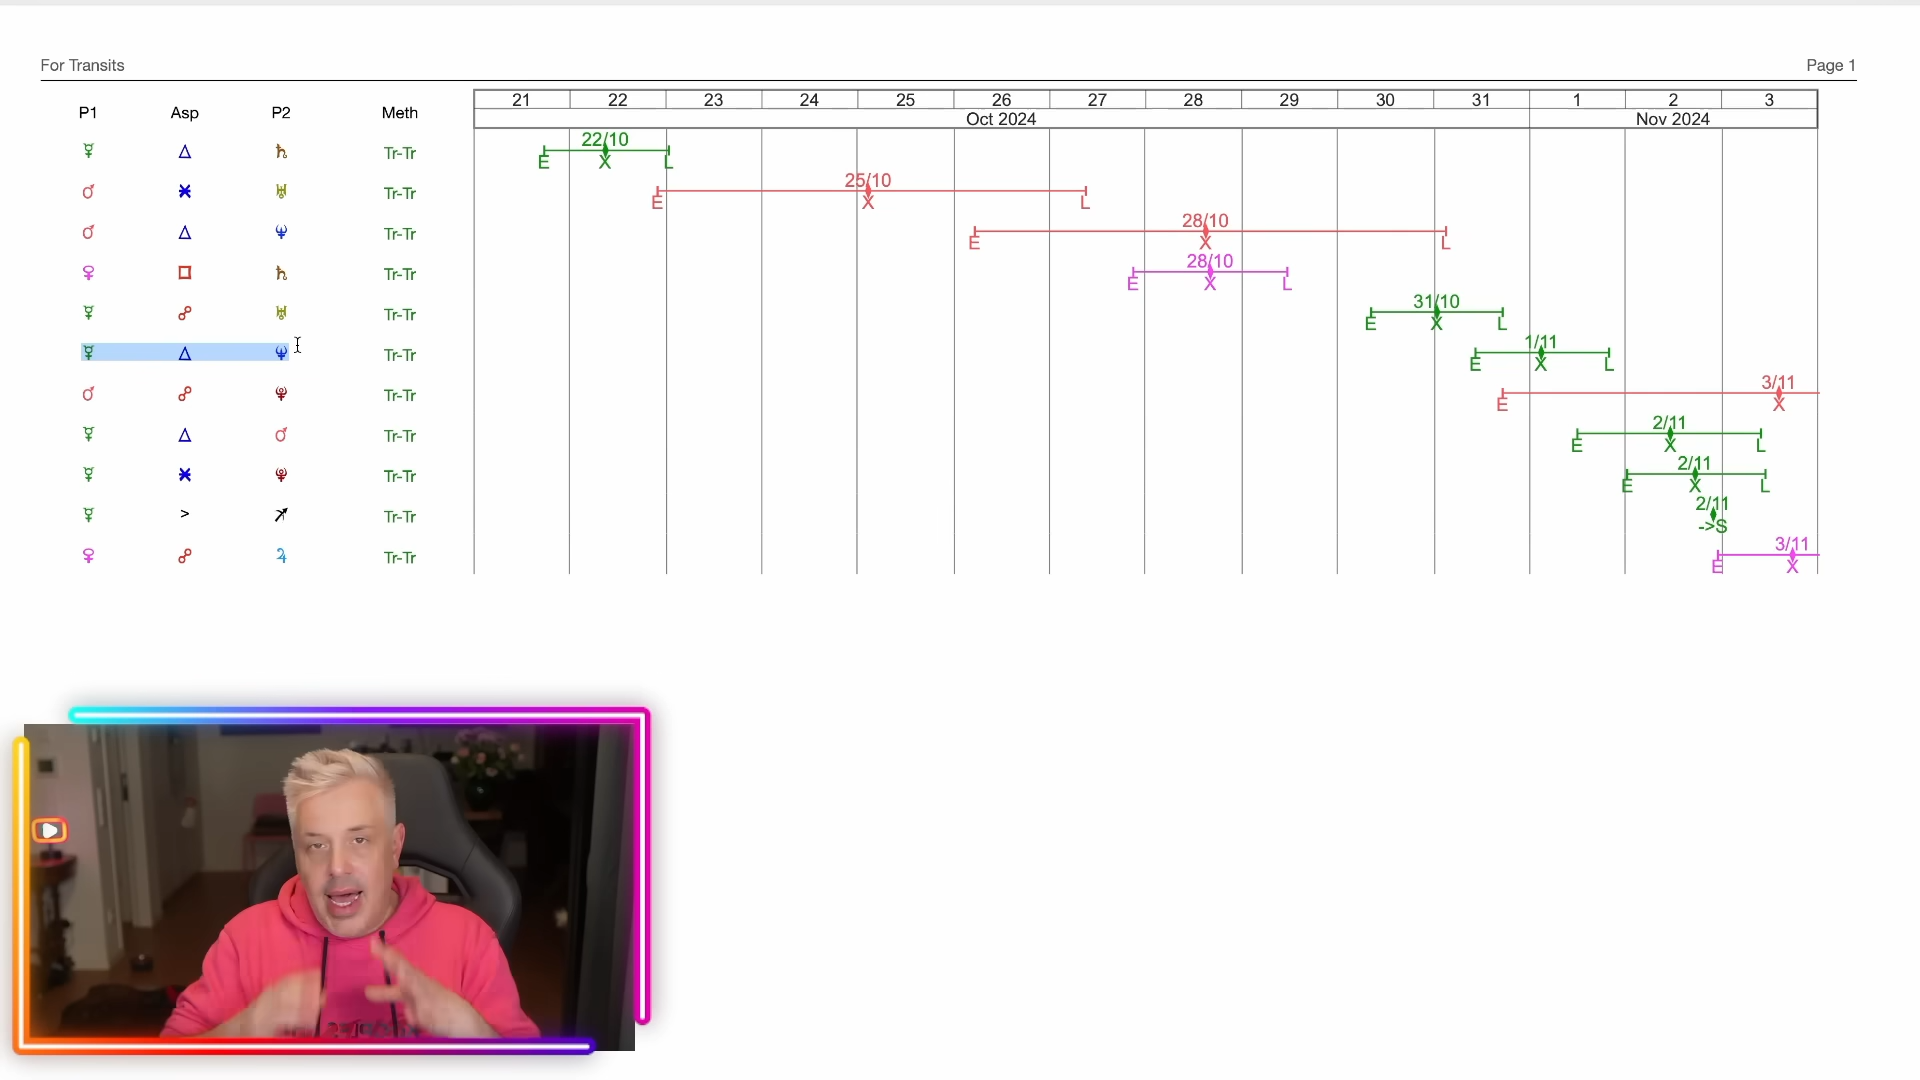 For Transits Page 1
P1 Asp P2 Meth 21 22 23 24 25 26 27 28 29 30 31 1 2 3
Oct 2024 Nov 2024
☿ △ ♄ Tr-Tr 22/10
E X L
♂ ⚹ ♅ Tr-Tr 25/10
E X L
♂ △ ♆ Tr-Tr 28/10
E X L
♀ □ ♄ Tr-Tr 28/10
E X L
☿ ☍ ♅ Tr-Tr 31/10
E X L
☿ △ ♆ Tr-Tr 1/11
E X L
♂ ☍ ♇ Tr-Tr 3/11
E X
☿ △ ♂ Tr-Tr 2/11
E X L
☿ ⚹ ♇ Tr-Tr 2/11
E X L
☿ > ♐ Tr-Tr 2/11
->S
♀ ☍ ♃ Tr-Tr 3/11
E X